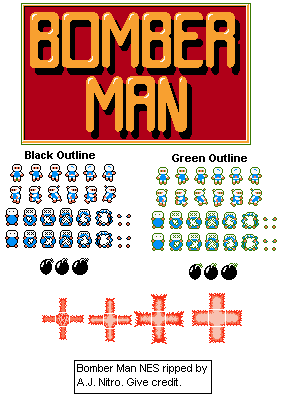 BOMBER
MAN
Black Outline
Green Outline
Bomber Man NES ripped by
A.J. Nitro. Give credit.